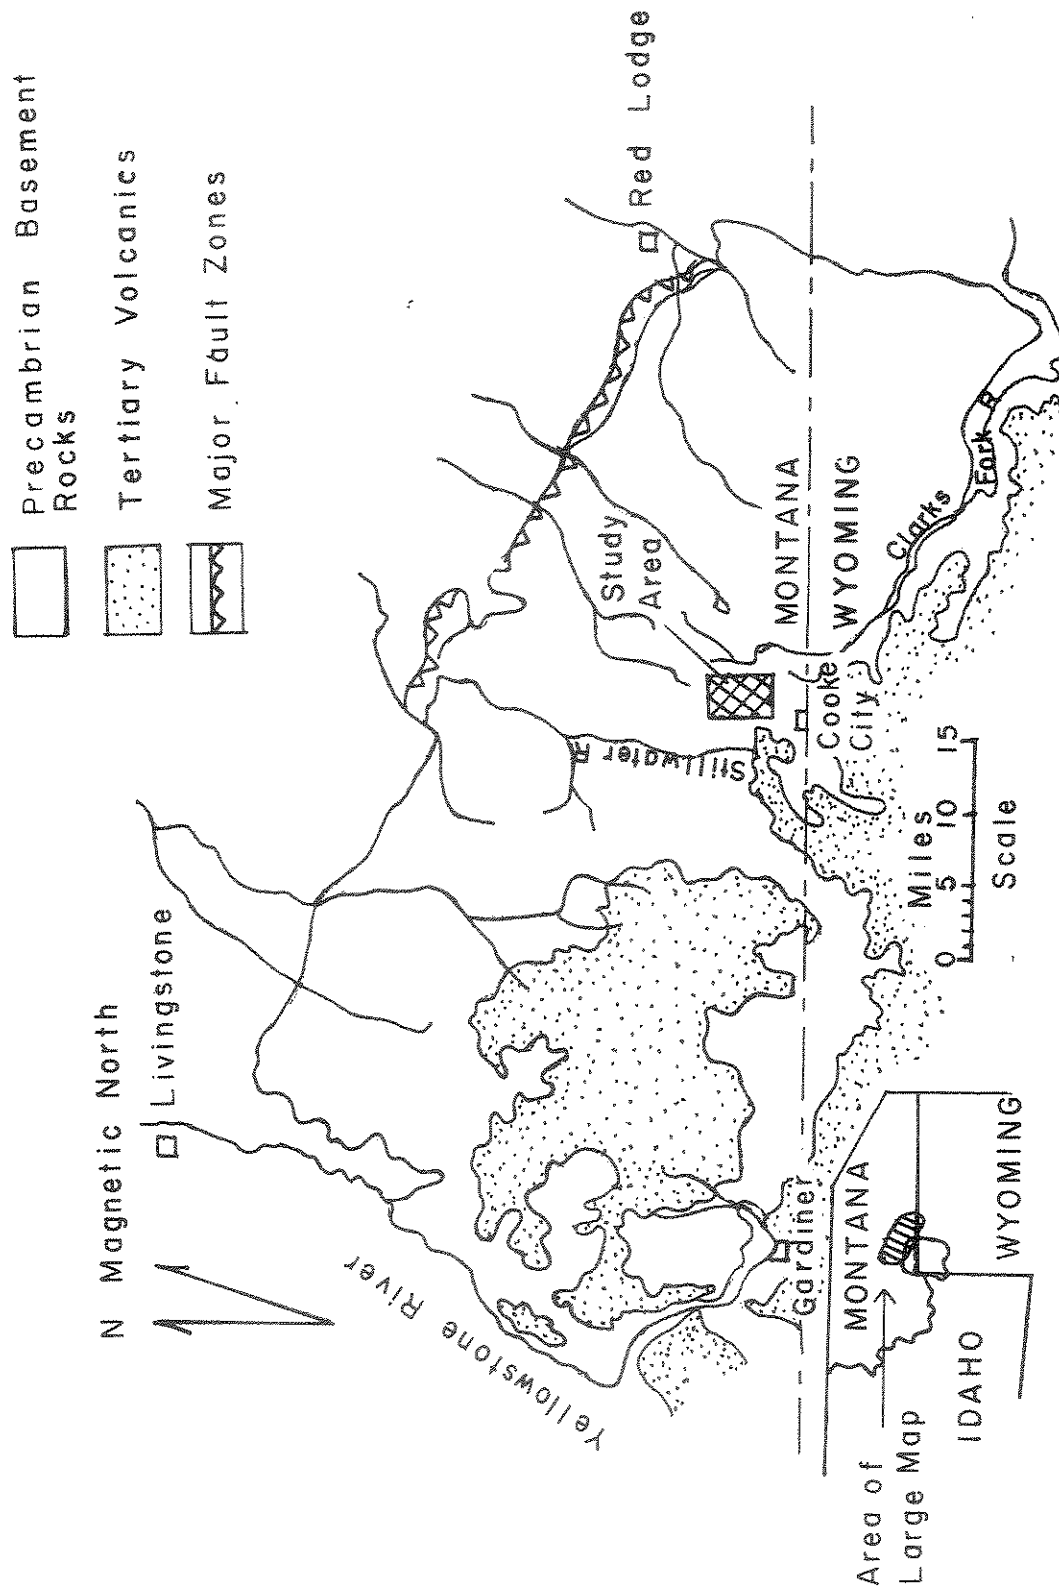 Precambrian Basement
Rocks
Tertiary Volcanics
Major Fault Zones
N Magnetic North
Livingstone
Red Lodge
Yellowstone River
Study
Area
Stillwater
R
MONTANA
WYOMING
Clarks
Fork
R
Cooke
City
Gardiner
Miles
0 5 10 15
Scale
MONTANA
IDAHO
WYOMING
Area of
Large Map